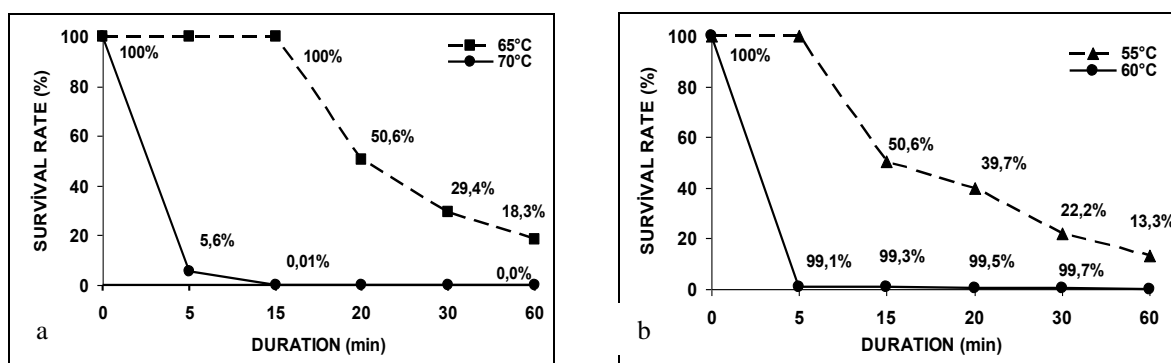 100
80
60
40
20
0
SURVİVAL RATE (%)
100%
100%
50,6%
29,4%
18,3%
5,6%
0,01%
0,0%
65°C
70°C
0 5 15 20 30 60
DURATION (min)
a
100
80
60
40
20
0
SURVİVAL RATE (%)
100%
50,6%
39,7%
22,2%
13,3%
99,1%
99,3%
99,5%
99,7%
55°C
60°C
0 5 15 20 30 60
DURATION (min)
b